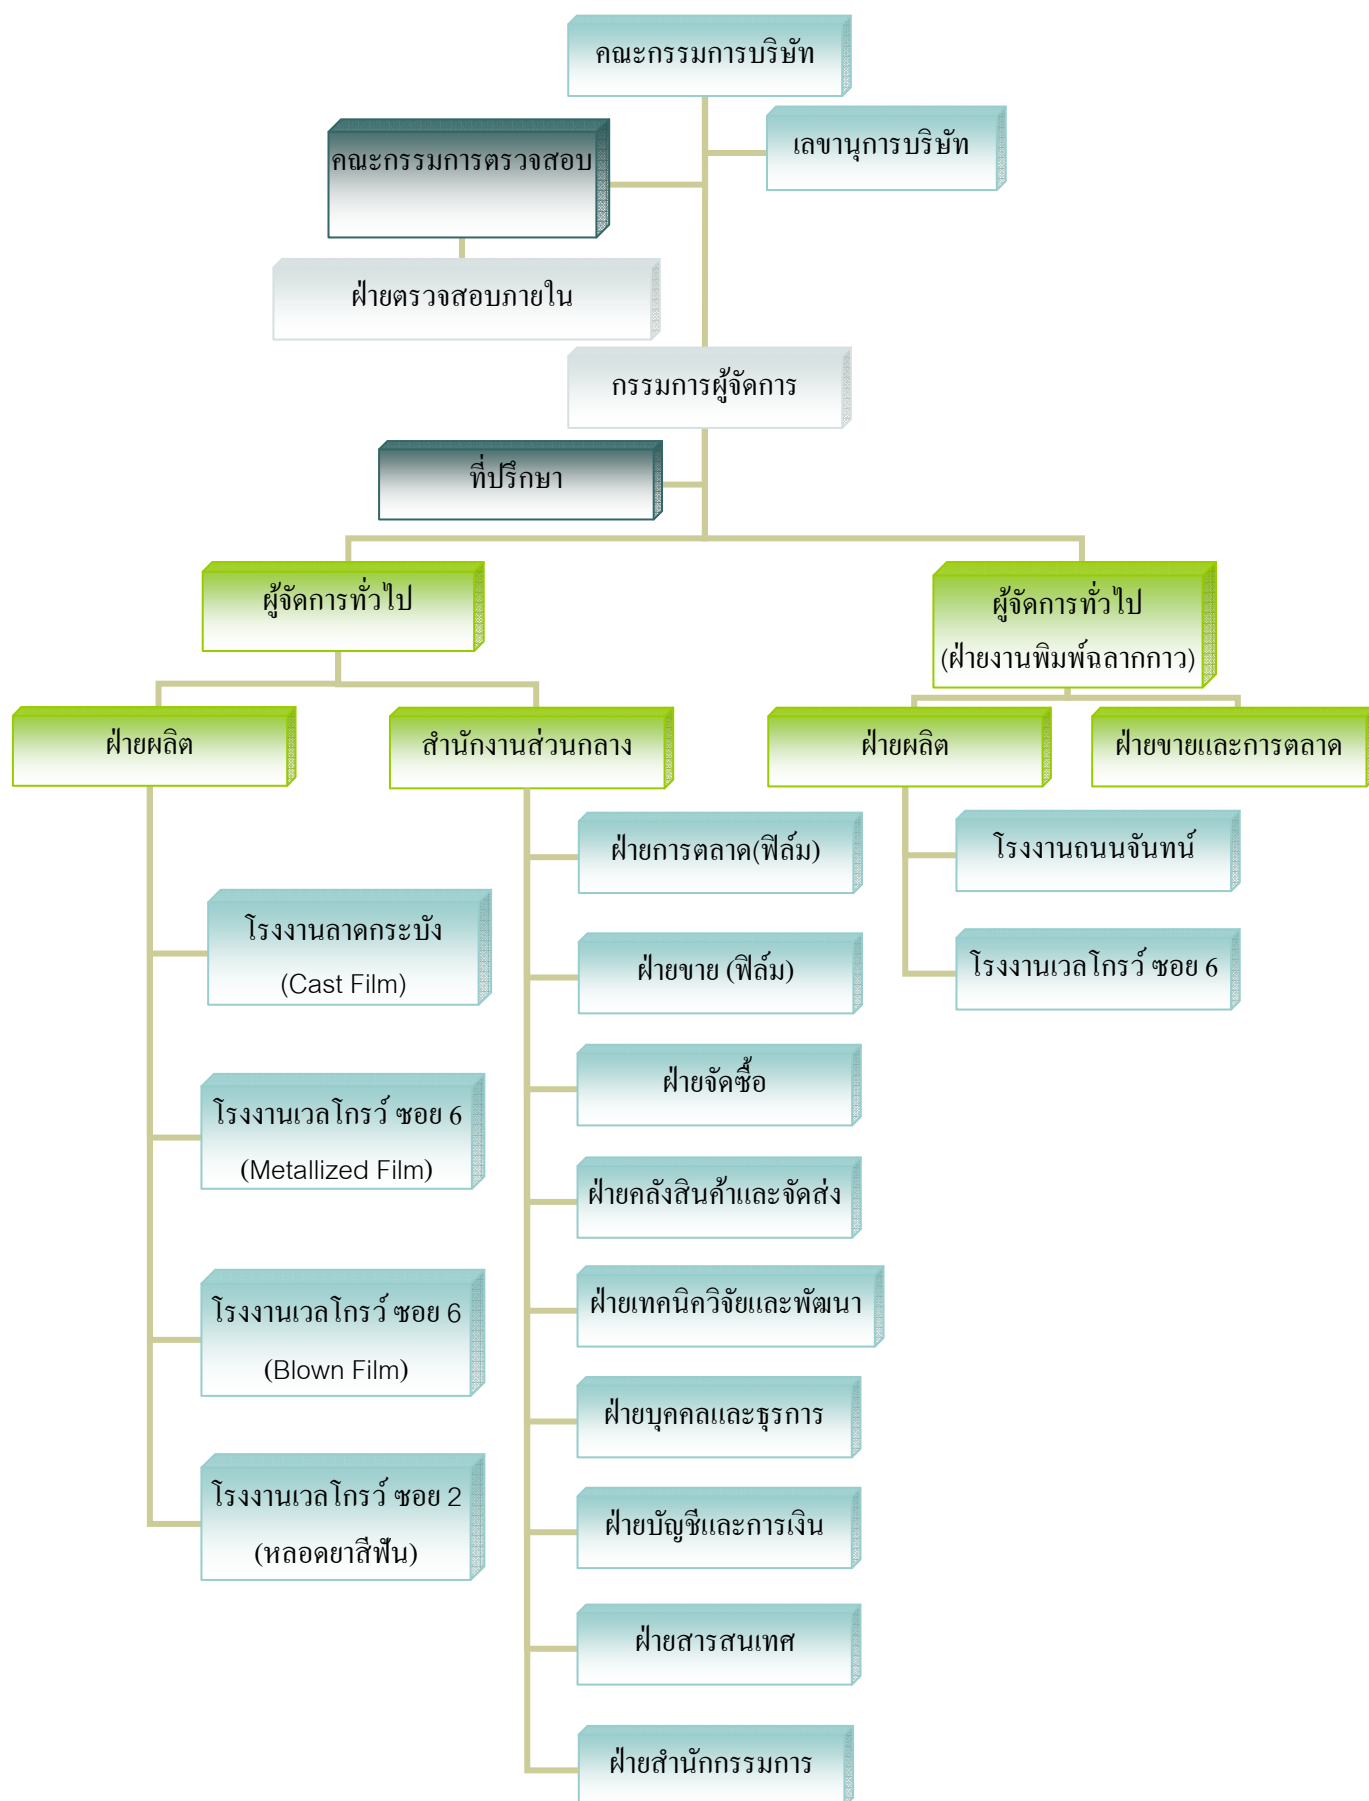 คณะกรรมการบริษัท
เลขานุการบริษัท
คณะกรรมการตรวจสอบ
ฝ่ายตรวจสอบภายใน
กรรมการผู้จัดการ
ที่ปรึกษา
ผู้จัดการทั่วไป
ผู้จัดการทั่วไป
(ฝ่ายงานพิมพ์ฉลากกาว)
ฝ่ายผลิต
สำนักงานส่วนกลาง
ฝ่ายผลิต
ฝ่ายขายและการตลาด
โรงงานลาดกระบัง
(Cast Film)
โรงงานเวลโกรว์ ซอย 6
(Metallized Film)
โรงงานเวลโกรว์ ซอย 6
(Blown Film)
โรงงานเวลโกรว์ ซอย 2
(หลอดยาสีฟัน)
ฝ่ายการตลาด(ฟิล์ม)
ฝ่ายขาย (ฟิล์ม)
ฝ่ายจัดซื้อ
ฝ่ายคลังสินค้าและจัดส่ง
ฝ่ายเทคนิควิจัยและพัฒนา
ฝ่ายบุคคลและธุรการ
ฝ่ายบัญชีและการเงิน
ฝ่ายสารสนเทศ
ฝ่ายสำนักกรรมการ
โรงงานถนนจันทน์
โรงงานเวลโกรว์ ซอย 6